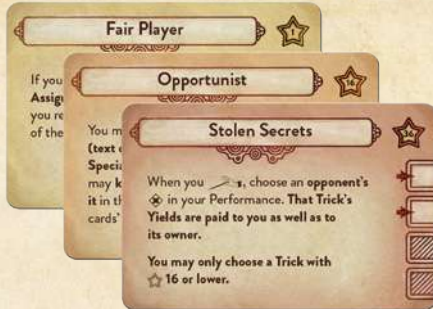 Fair Player
1
If you
Assign
you re
of the
Opportunist
16
You m
(text o
Specia
may k
it in th
cards'
Stolen Secrets
36
When you s, choose an opponent's
in your Performance. That Trick's
Yields are paid to you as well as to
its owner.
You may only choose a Trick with
16 or lower.